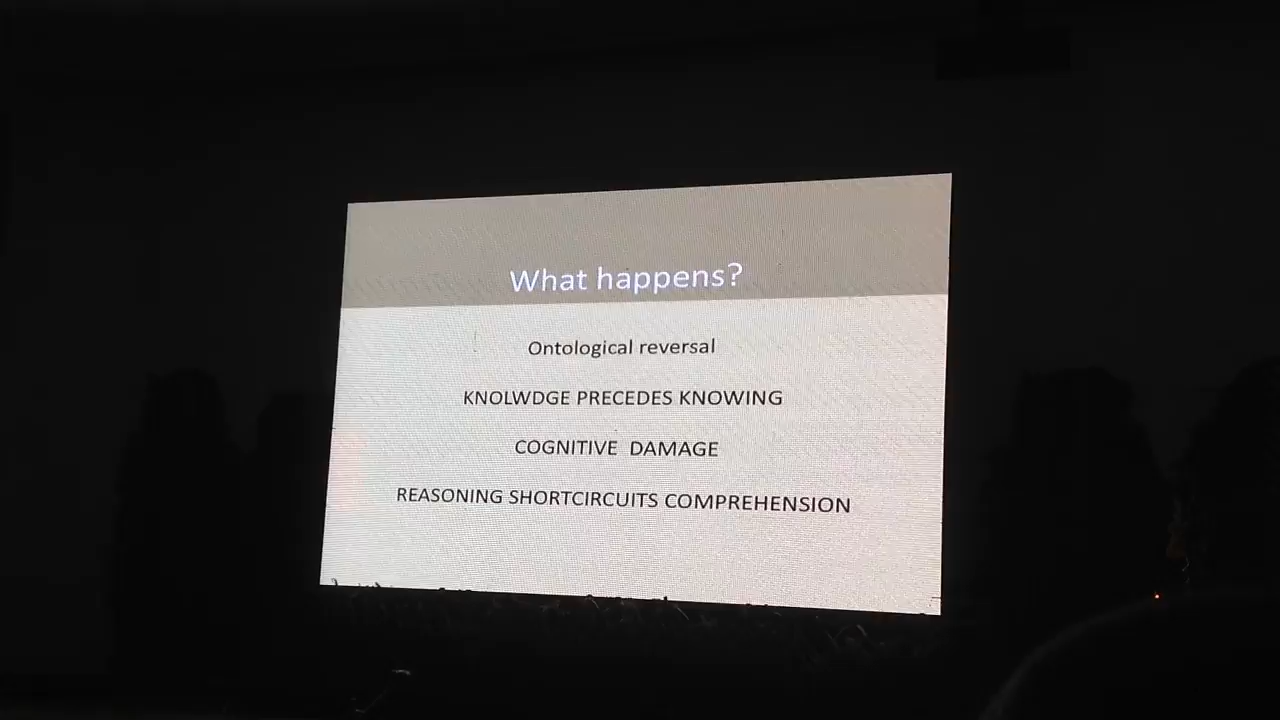 What happens?
Ontological reversal
KNOLWDGE PRECEDES KNOWING
COGNITIVE DAMAGE
REASONING SHORTCIRCUITS COMPREHENSION